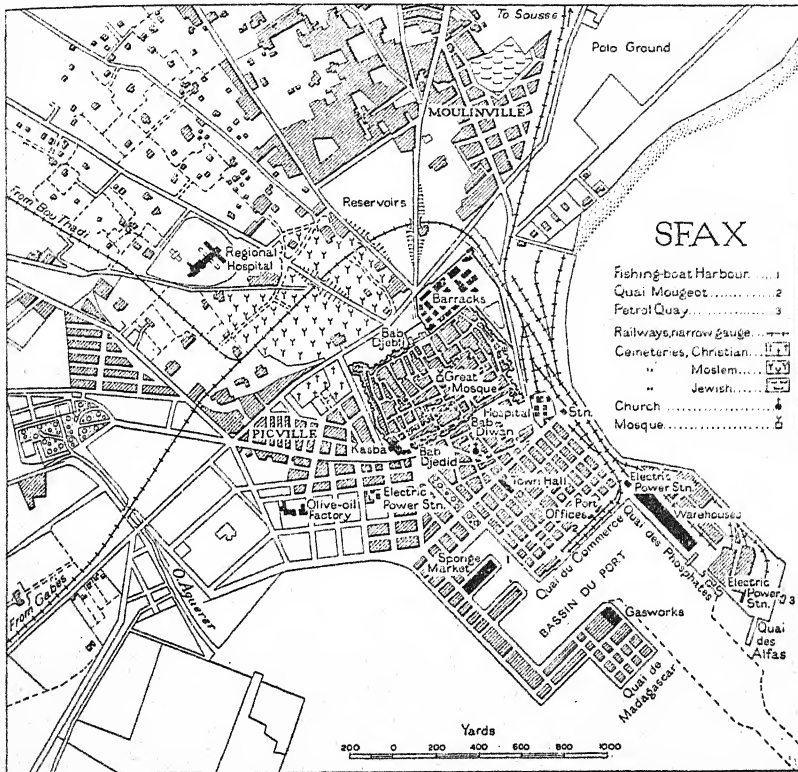 To Sousse
Polo Ground
MOULINVILLE
Reservoirs
From Bou Thadi
Regional
Hospital
SFAX
Fishing-boat Harbour.....1
Quai Mougeot..............2
Petrol Quay.................3
Railways, narrow gauge
Cemeteries, Christian
" Moslem
" Jewish
Church
Mosque
Barracks
Bab
Djebli
Great
Mosque
Hospital
Stn.
Bab
Diwan
PICVILLE
Kasba
Bab
Djedid
Town Hall
Electric
Power Stn.
Olive-oil
Factory
Electric
Power Stn.
Port
Offices
Warehouses
Quai des Phosphates
Quai du Commerce
Sponge
Market
1
BASSIN DU PORT
Electric
Power
Stn.
3
Gasworks
Quai
des
Alfas
Quai de
Madagascar
O. Aguerer
From Gabès
Yards
200 0 200 400 600 800 1000